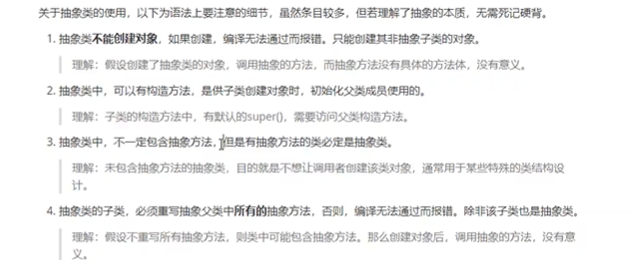 关于抽象类的使用，以下为语法上要注意的细节，虽然条目较多，但若理解了抽象的本质，无需死记硬背。
1. 抽象类不能创建对象，如果创建，编译无法通过而报错。只能创建其非抽象子类的对象。
理解：假设创建了抽象类的对象，调用抽象的方法，而抽象方法没有具体的方法体，没有意义。
2. 抽象类中，可以有构造方法，是供子类创建对象时，初始化父类成员使用的。
理解：子类的构造方法中，有默认的super()，需要访问父类构造方法。
3. 抽象类中，不一定包含抽象方法，但是有抽象方法的类必定是抽象类。
理解：未包含抽象方法的抽象类，目的就是不想让调用者创建该类对象，通常用于某些特殊的类结构设
计。
4. 抽象类的子类，必须重写抽象父类中所有的抽象方法，否则，编译无法通过而报错。除非该子类也是抽象类。
理解：假设不重写所有抽象方法，则类中可能包含抽象方法。那么创建对象后，调用抽象的方法，没有意
义。